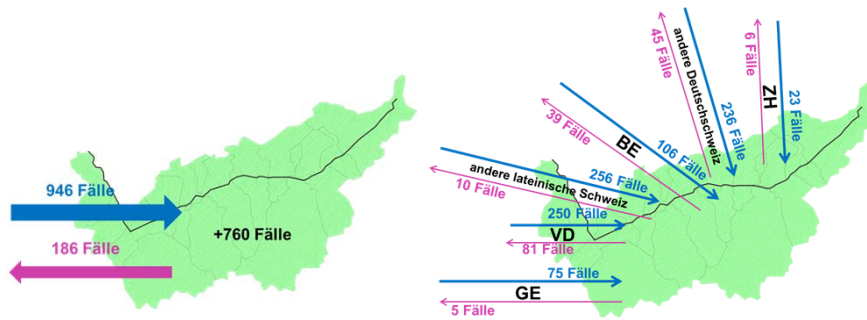 946 Fälle
+760 Fälle
186 Fälle
45 Fälle
andere Deutschschweiz
236 Fälle
6 Fälle
ZH
23 Fälle
39 Fälle
BE
106 Fälle
andere lateinische Schweiz
256 Fälle
10 Fälle
250 Fälle
VD
81 Fälle
75 Fälle
GE
5 Fälle